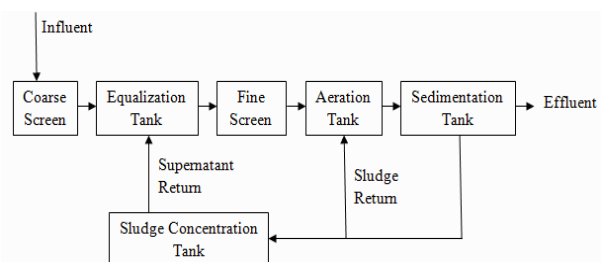 Influent
Coarse
Screen
Equalization
Tank
Fine
Screen
Aeration
Tank
Sedimentation
Tank
Effluent
Supernatant
Return
Sludge
Return
Sludge Concentration
Tank